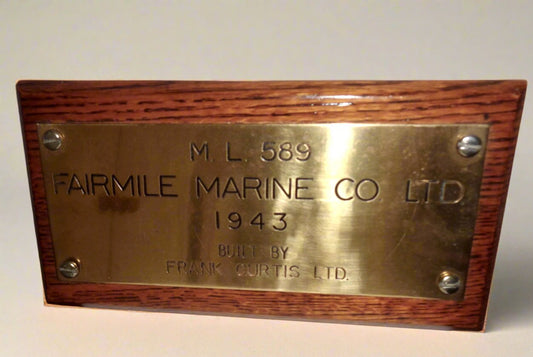 M. L. 589
FAIRMILE MARINE CO LTD
1943
BUILT BY
FRANK CURTIS LTD.